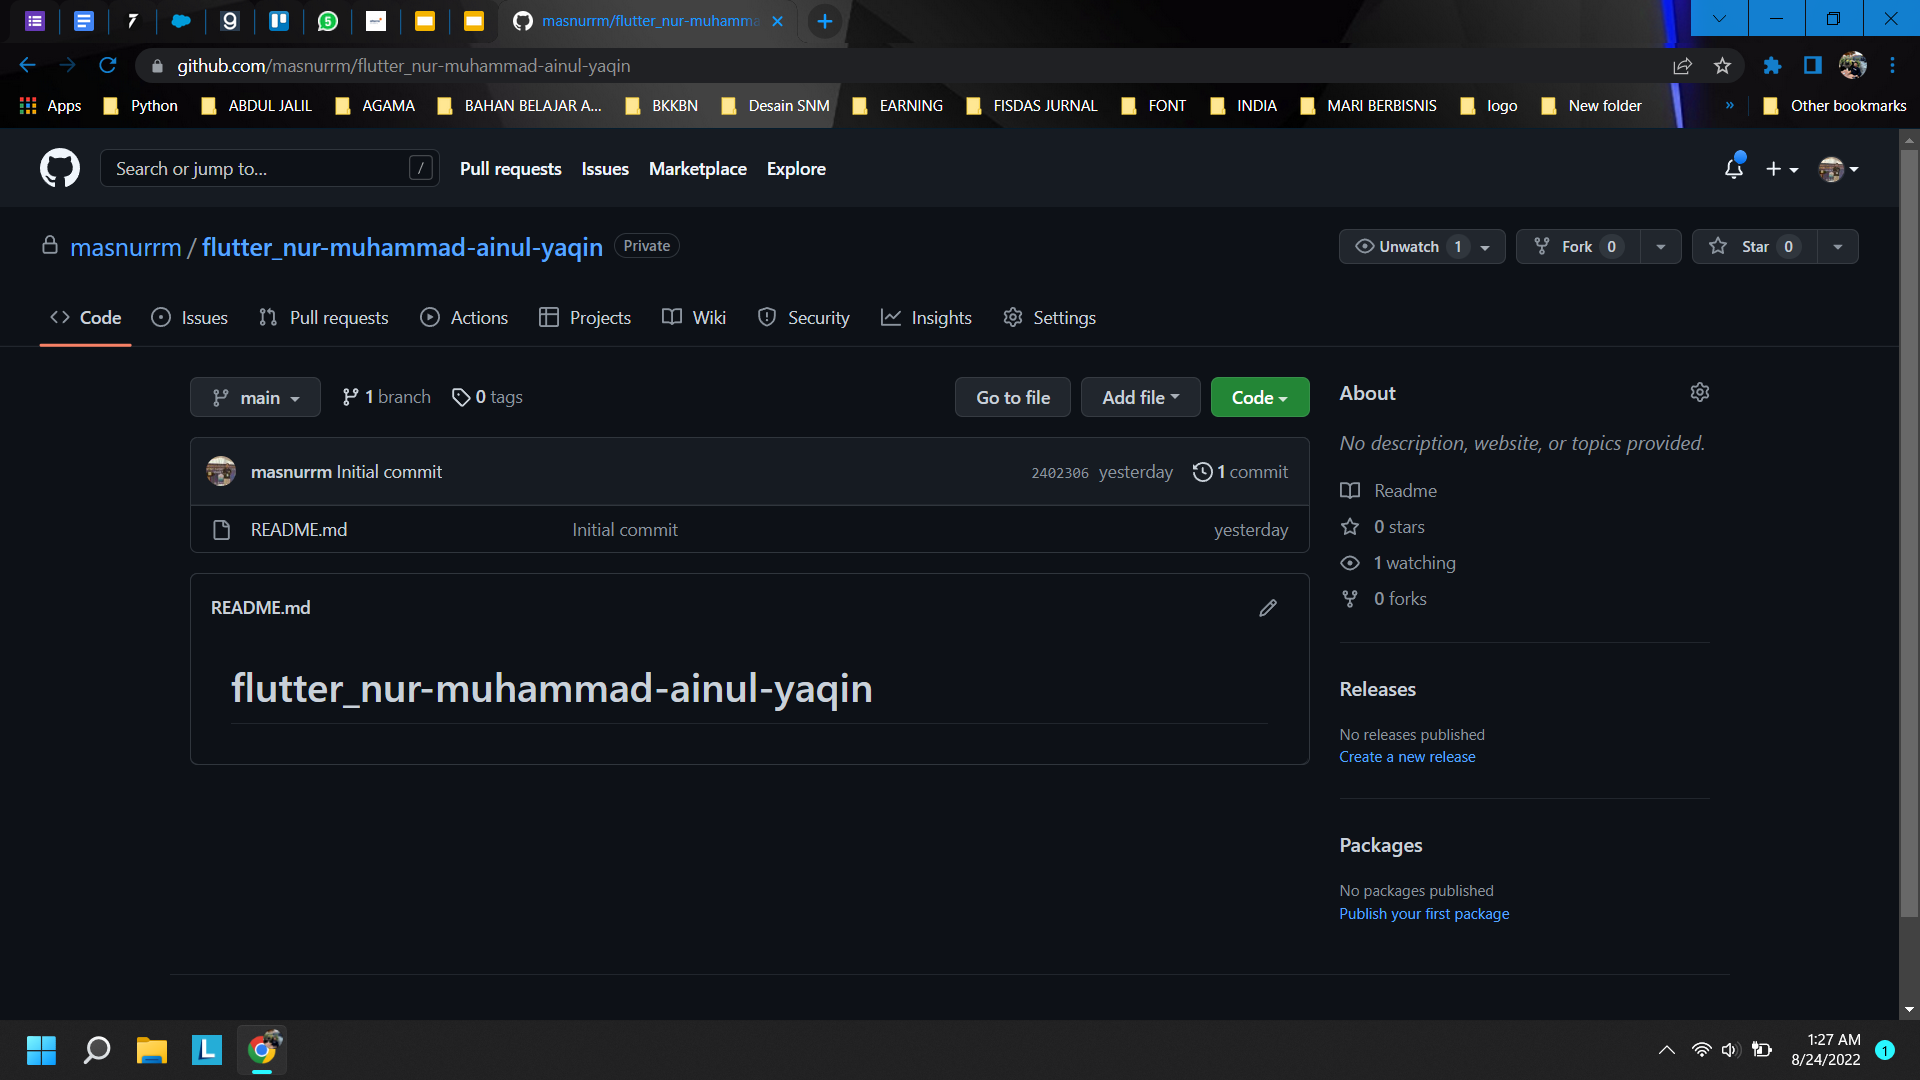 masnurrm/flutter_nur-muhamma
github.com/masnurrm/flutter_nur-muhammad-ainul-yaqin
Apps Python ABDUL JALIL AGAMA BAHAN BELAJAR A... BKKBN Desain SNM EARNING FISDAS JURNAL FONT INDIA MARI BERBISNIS logo New folder » Other bookmarks
Search or jump to... / Pull requests Issues Marketplace Explore
masnurrm / flutter_nur-muhammad-ainul-yaqin Private Unwatch 1 Fork 0 Star 0
Code Issues Pull requests Actions Projects Wiki Security Insights Settings
main 1 branch 0 tags Go to file Add file Code
masnurrm Initial commit 2402306 yesterday 1 commit
README.md Initial commit yesterday
README.md
flutter_nur-muhammad-ainul-yaqin
About
No description, website, or topics provided.
Readme
0 stars
1 watching
0 forks
Releases
No releases published
Create a new release
Packages
No packages published
Publish your first package
1:27 AM
8/24/2022
1